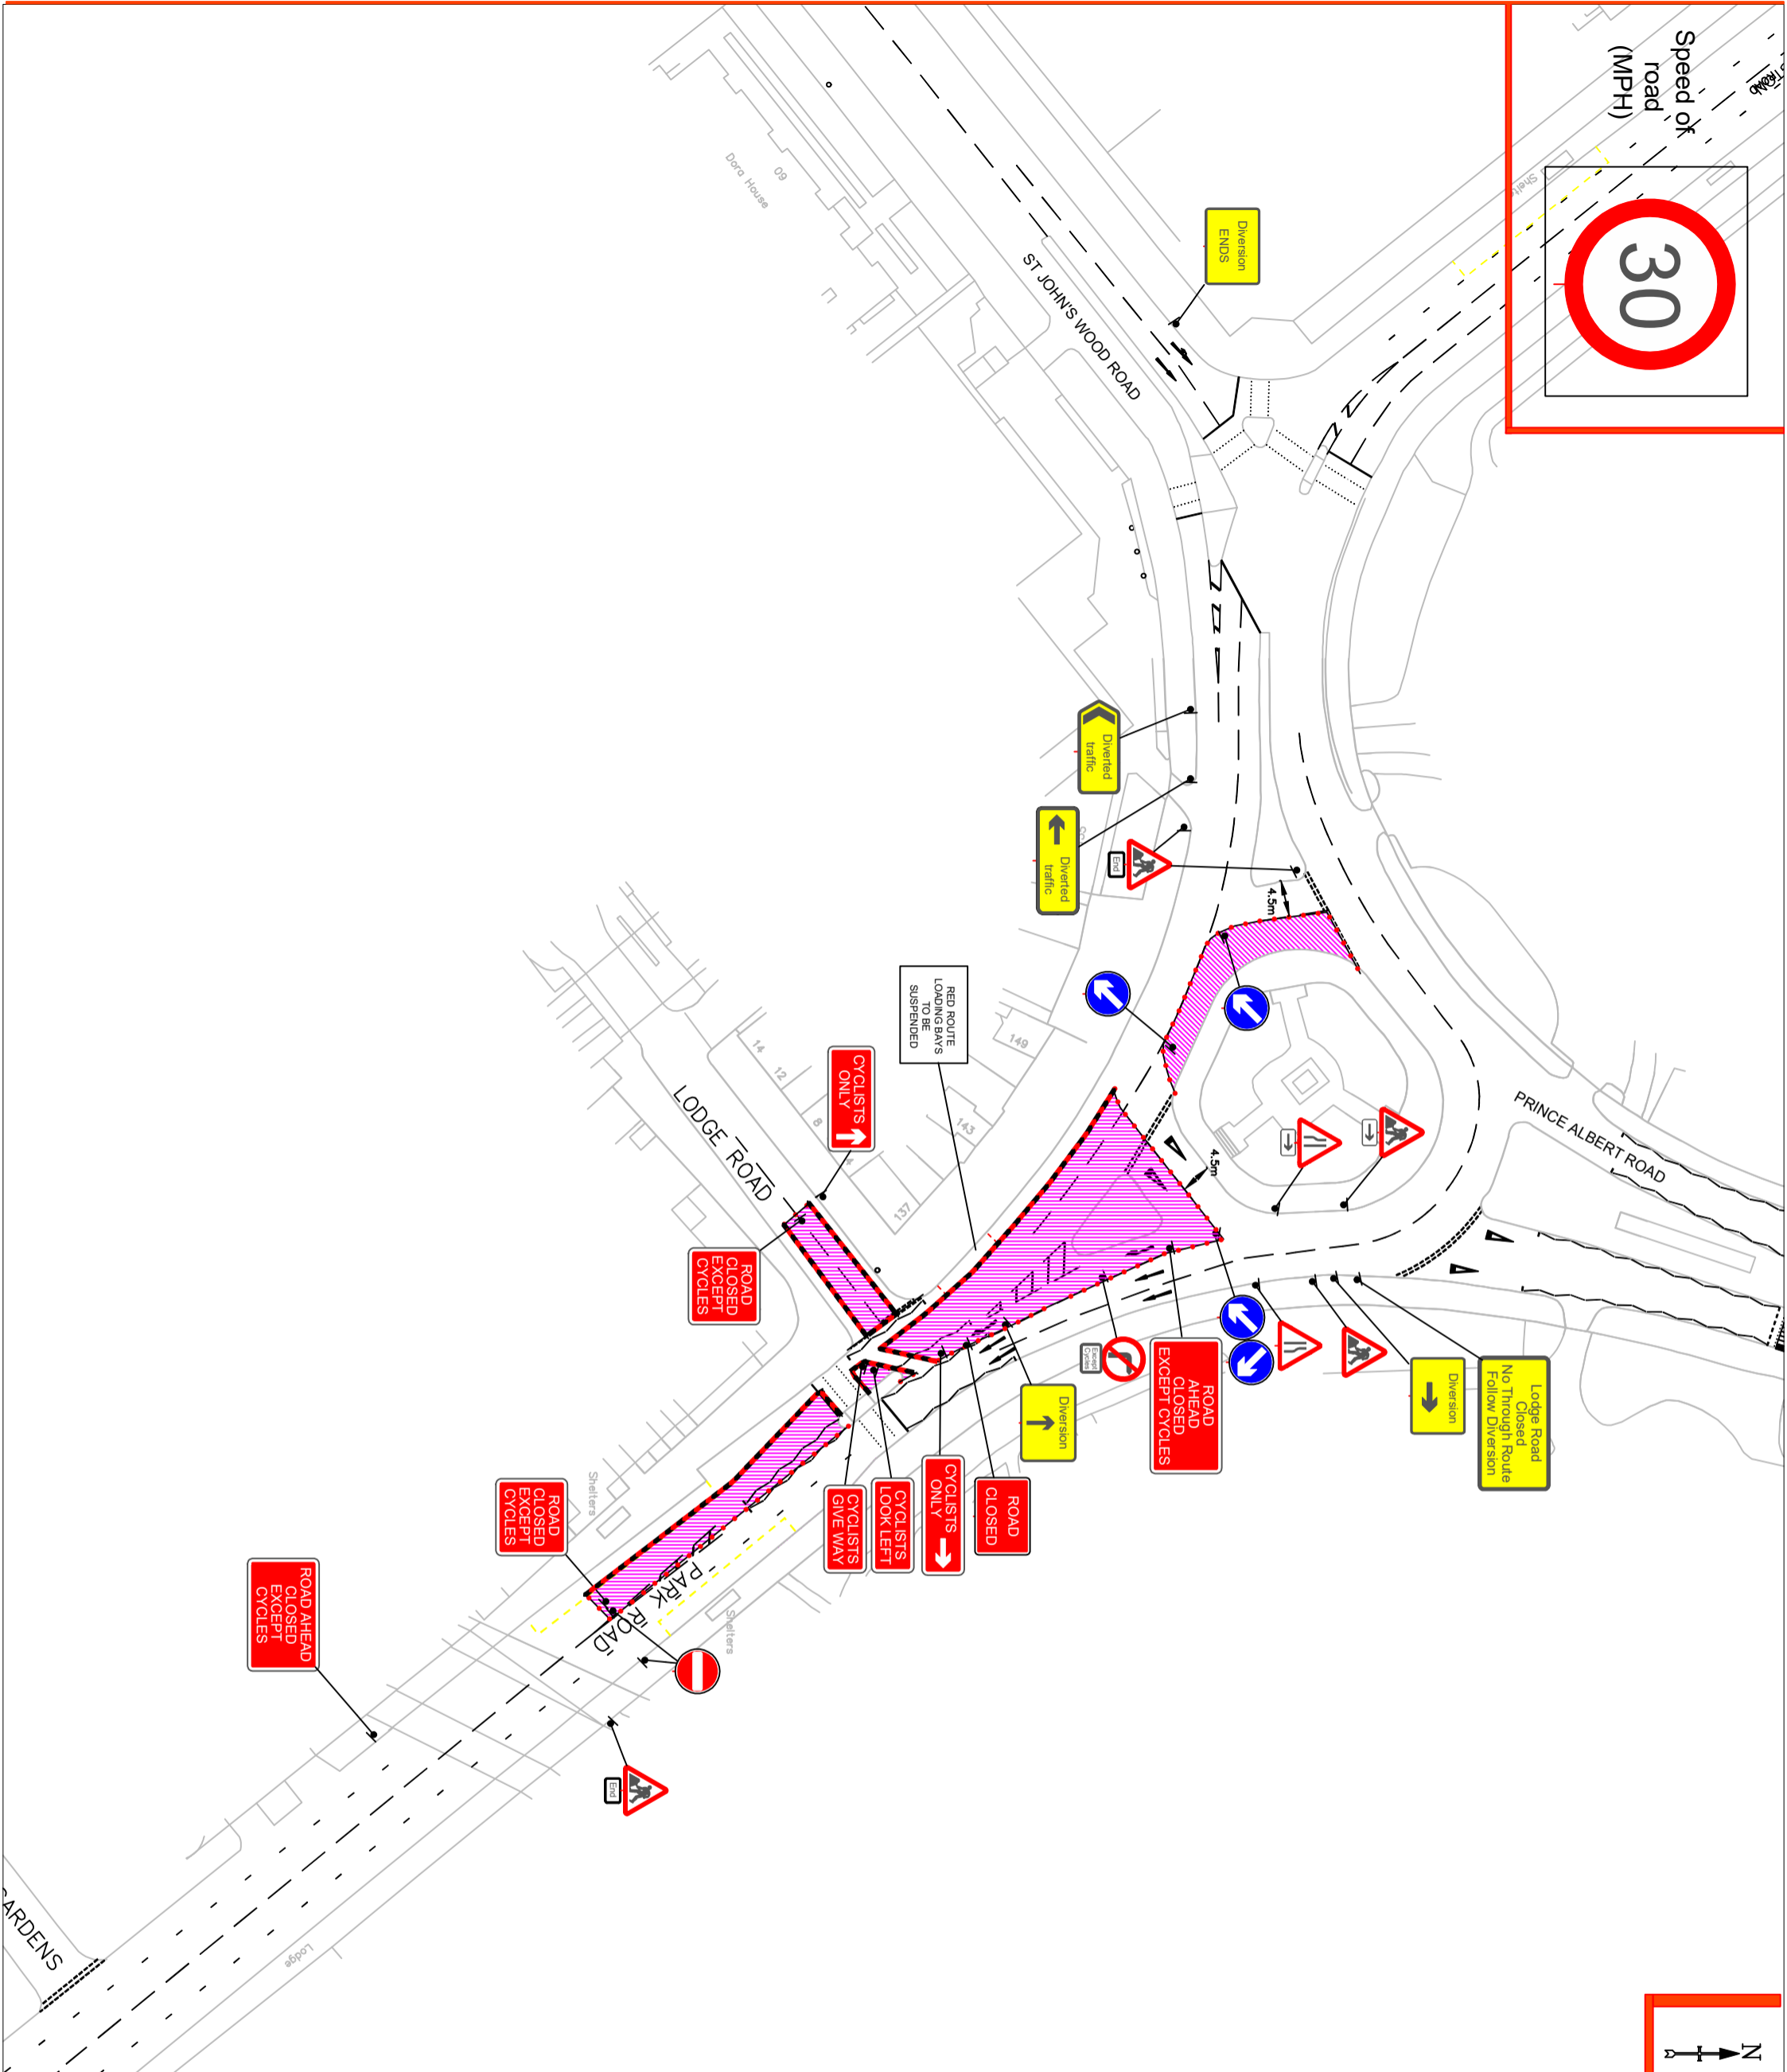 Speed of
road
(MPH)
30
Shelte
N
PRINCE ALBERT ROAD
Lodge Road
Closed
No Through Route
Follow Diversion
Diversion
ROAD
AHEAD
CLOSED
EXCEPT CYCLES
Except
Cycles
Diversion
ROAD
CLOSED
CYCLISTS
ONLY
CYCLISTS
LOOK LEFT
CYCLISTS
GIVE WAY
4.5m
4.5m
Diversion
ENDS
ST JOHN'S WOOD ROAD
Dora House
60
Diverted
traffic
Diverted
traffic
End
RED ROUTE
LOADING BAYS
TO BE
SUSPENDED
149
143
137
14
12
8
4
CYCLISTS
ONLY
LODGE ROAD
ROAD
CLOSED
EXCEPT
CYCLES
Shelters
Shelters
PARK ROAD
ROAD
CLOSED
EXCEPT
CYCLES
ROAD AHEAD
CLOSED
EXCEPT
CYCLES
End
Lodge
ARDENS